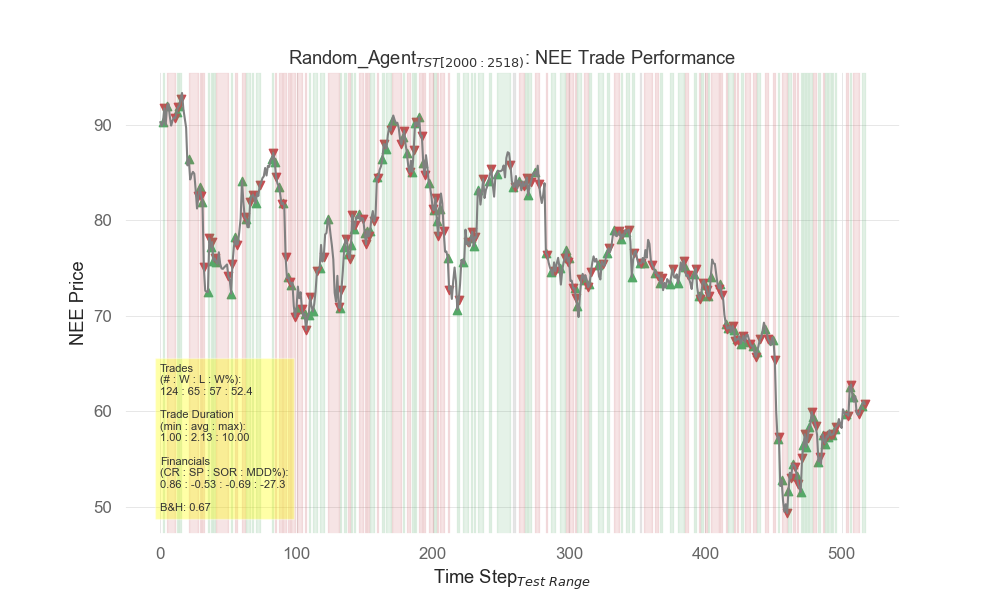 Random_Agent TST[2000 : 2518]: NEE Trade Performance
NEE Price
90
80
70
60
50
Trades
(# : W : L : W%):
124 : 65 : 57 : 52.4
Trade Duration
(min : avg : max):
1.00 : 2.13 : 10.00
Financials
(CR : SP : SOR : MDD%):
0.86 : -0.53 : -0.69 : -27.3
B&H: 0.67
0 100 200 300 400 500
Time Step Test Range